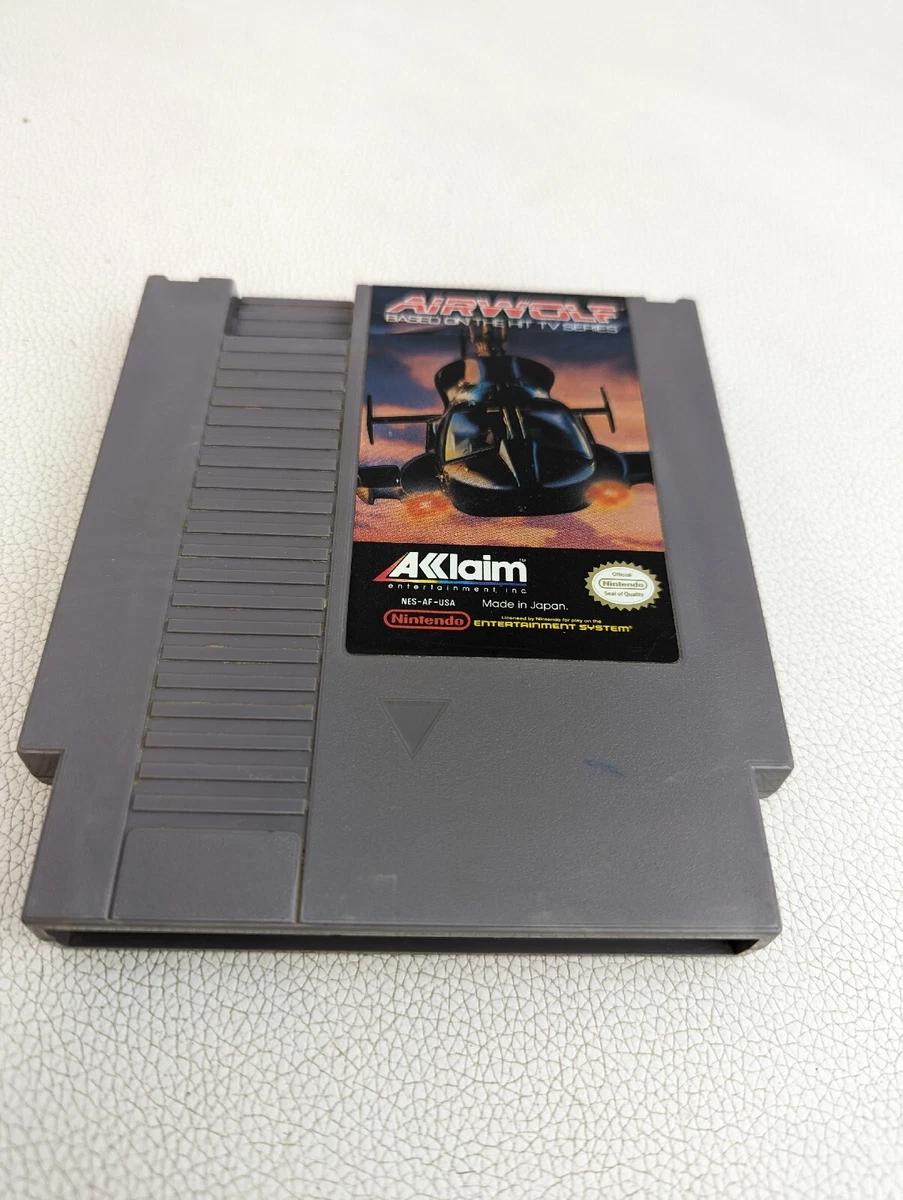 AIRWOLF
BASED ON THE HIT TV SERIES
AKKlaim™
entertainment, inc.
NES-AF-USA Made in Japan.
Official
Nintendo
Seal of Quality
Nintendo
Licensed by Nintendo for play on the
ENTERTAINMENT SYSTEM®